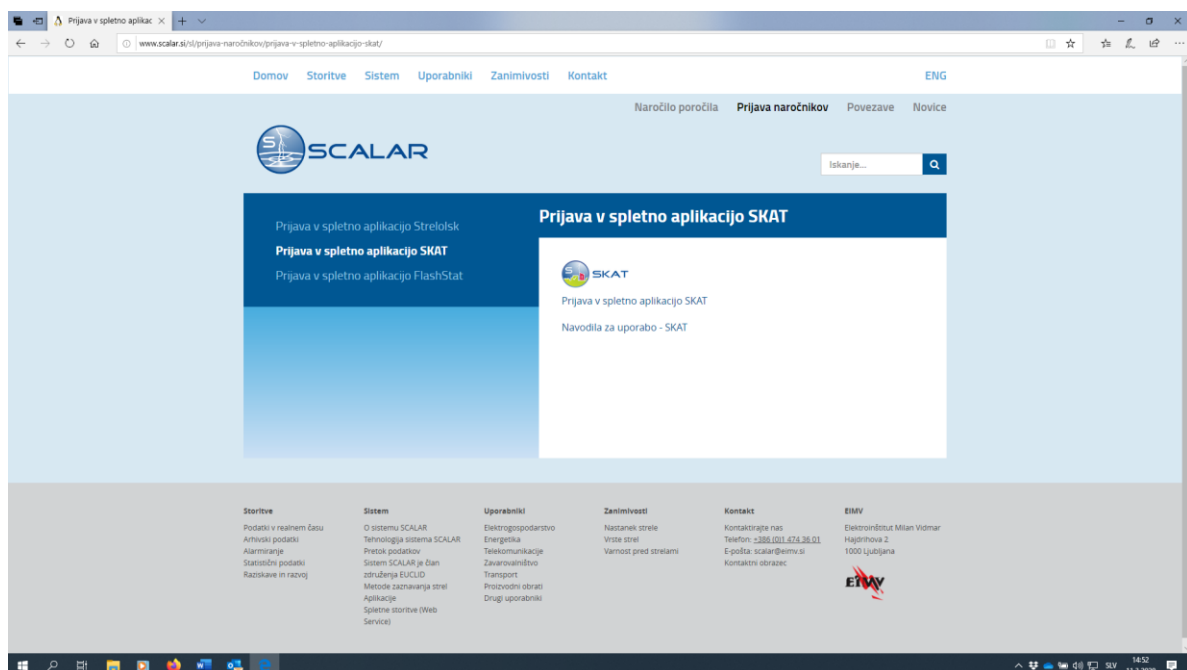 Prijava v spletno aplikac
www.scalar.si/sl/prijava-naročnikov/prijava-v-spletno-aplikacijo-skat/
Domov Storitve Sistem Uporabniki Zanimivosti Kontakt ENG
Naročilo poročila Prijava naročnikov Povezave Novice
S SCALAR
Iskanje...
Prijava v spletno aplikacijo Strelolsk
Prijava v spletno aplikacijo SKAT
Prijava v spletno aplikacijo FlashStat
Prijava v spletno aplikacijo SKAT
S SKAT
Prijava v spletno aplikacijo SKAT
Navodila za uporabo - SKAT
Storitve
Podatki v realnem času
Arhivski podatki
Alarmiranje
Statistični podatki
Raziskave in razvoj
Sistem
O sistemu SCALAR
Tehnologija sistema SCALAR
Pretok podatkov
Sistem SCALAR je član
združenja EUCLID
Metode zaznavanja strel
Aplikacije
Spletne storitve (Web
Service)
Uporabniki
Elektrogospodarstvo
Energetika
Telekomunikacije
Zavarovalništvo
Transport
Proizvodni obrati
Drugi uporabniki
Zanimivosti
Nastanek strele
Vrste strel
Varnost pred strelami
Kontakt
Kontaktirajte nas
Telefon: +386 (0)1 474 36 01
E-pošta: scalar@eimv.si
Kontaktni obrazec
EIMV
Elektroinštitut Milan Vidmar
Hajdrihova 2
1000 Ljubljana
EIMV
SLV
14:52